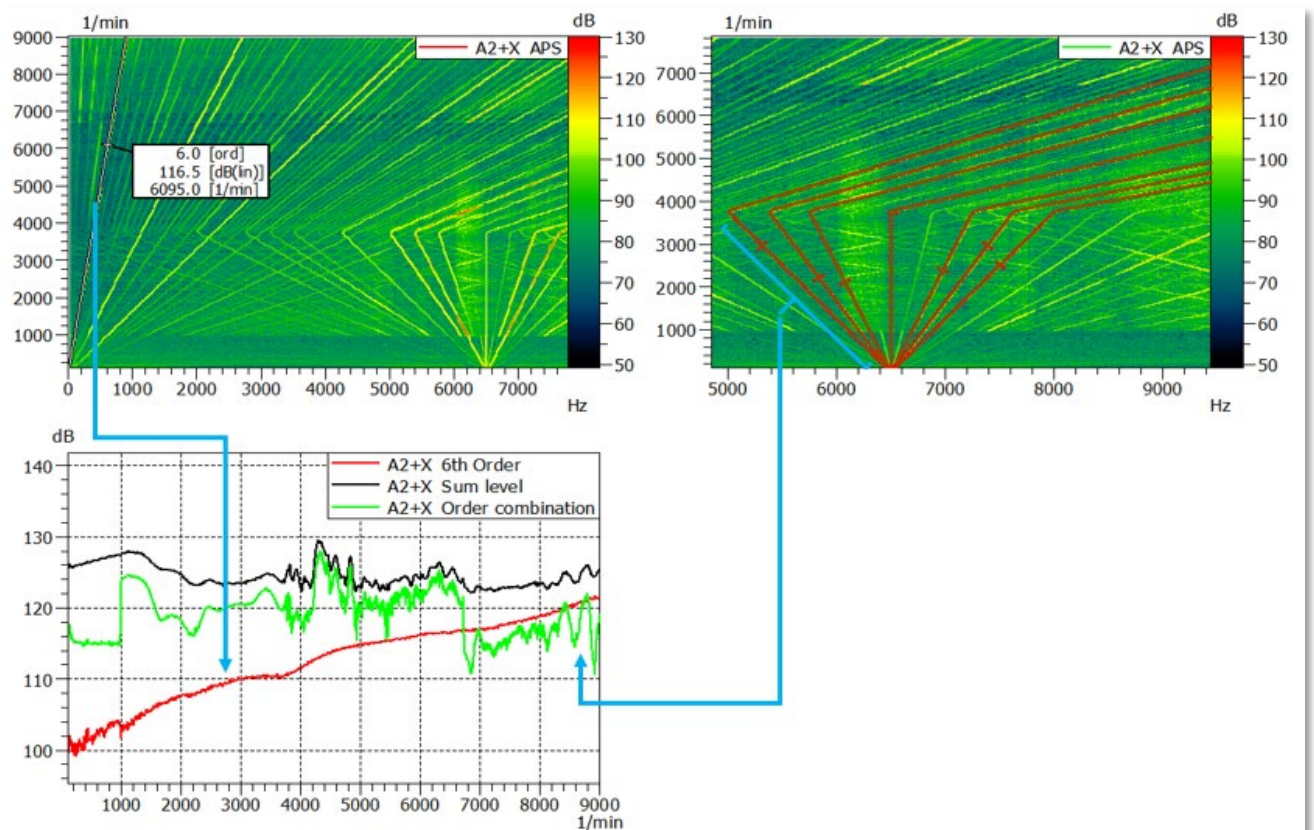 1/min
dB
9000
8000
7000
6000
5000
4000
3000
2000
1000
A2+X APS
6.0 [ord]
116.5 [dB(lin)]
6095.0 [1/min]
130
120
110
100
90
80
70
60
50
0 1000 2000 3000 4000 5000 6000 7000
Hz
1/min
dB
7000
6000
5000
4000
3000
2000
1000
A2+X APS
130
120
110
100
90
80
70
60
50
5000 6000 7000 8000 9000
Hz
dB
140
130
120
110
100
A2+X 6th Order
A2+X Sum level
A2+X Order combination
1000 2000 3000 4000 5000 6000 7000 8000 9000
1/min